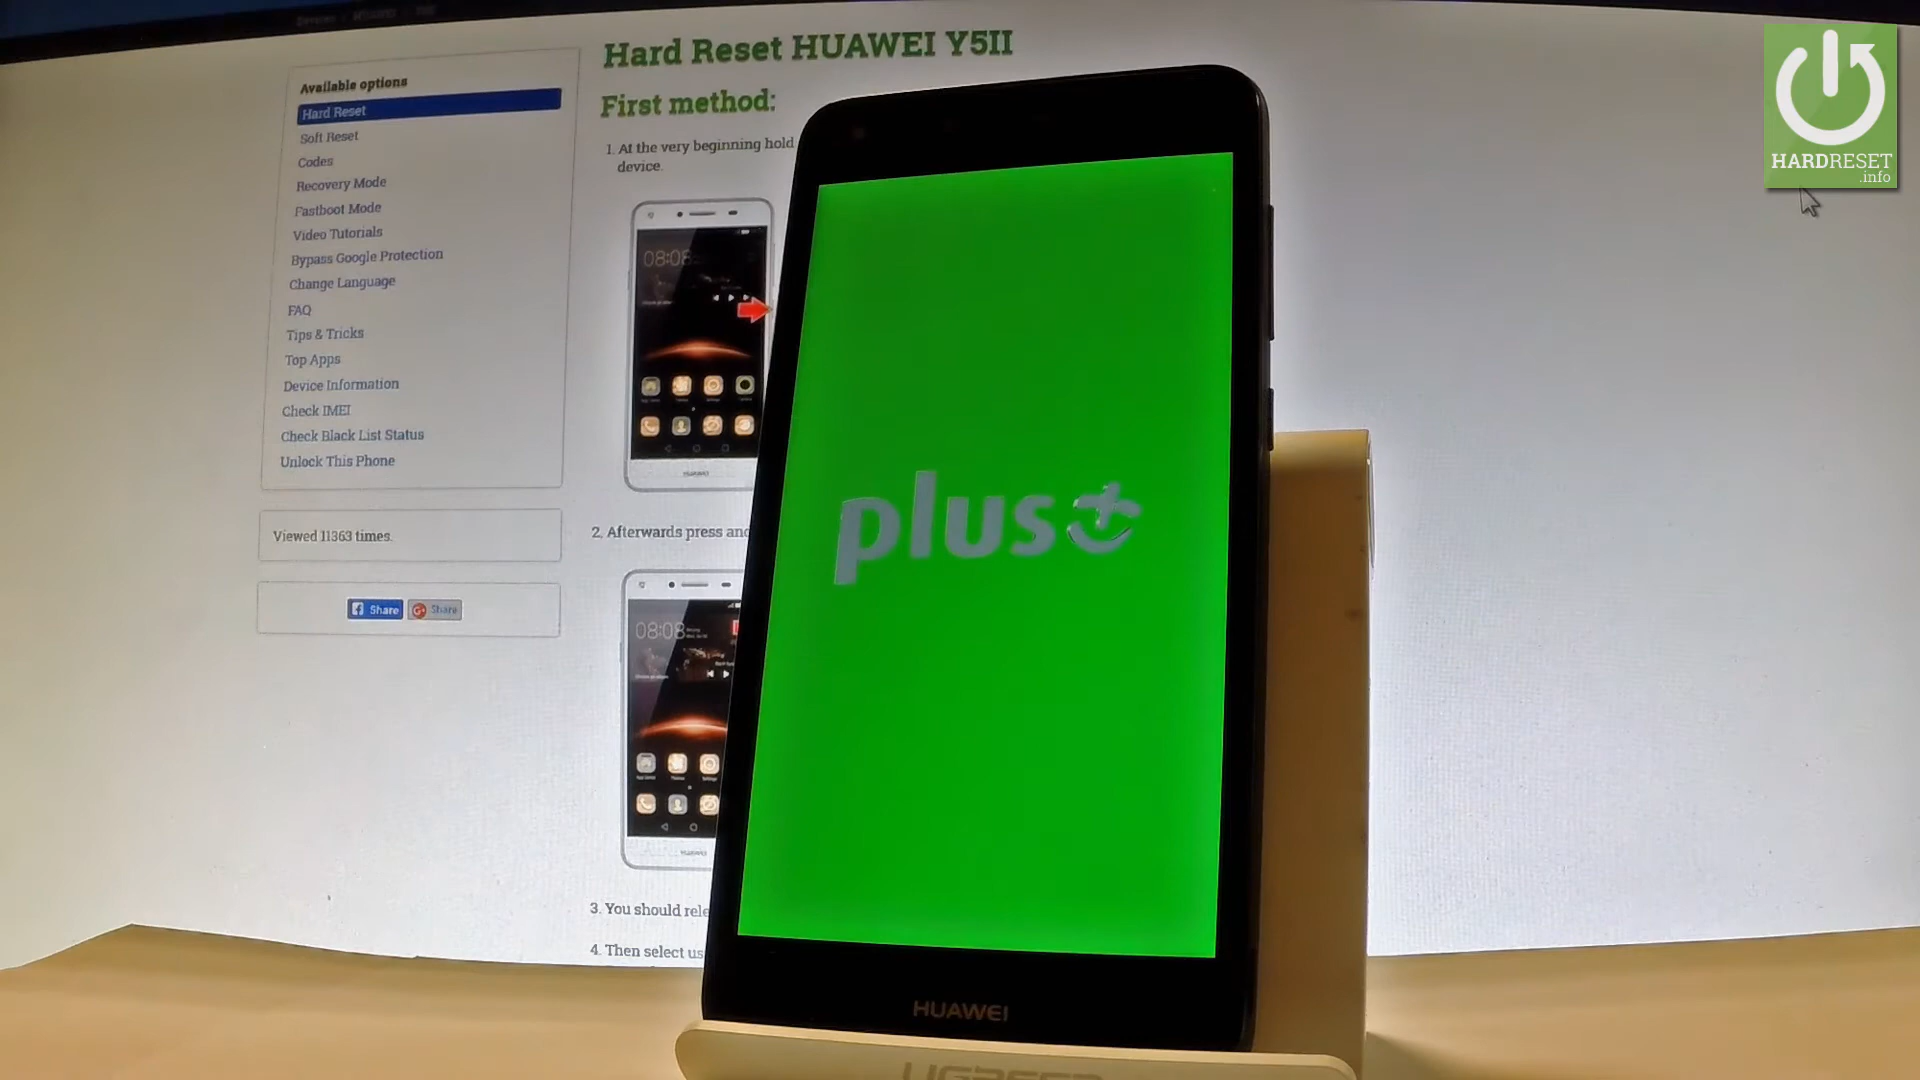 Hard Reset HUAWEI Y5II
First method:
1. At the very beginning hold
device.
2. Afterwards press and
3. You should rele
4. Then select us
Available options
Hard Reset
Soft Reset
Codes
Recovery Mode
Fastboot Mode
Video Tutorials
Bypass Google Protection
Change Language
FAQ
Tips & Tricks
Top Apps
Device Information
Check IMEI
Check Black List Status
Unlock This Phone
Viewed 11363 times.
Share
Share
08:08
HUAWEI
08:08
HUAWEI
plus
HUAWEI
UGREEN
HARDRESET
.info